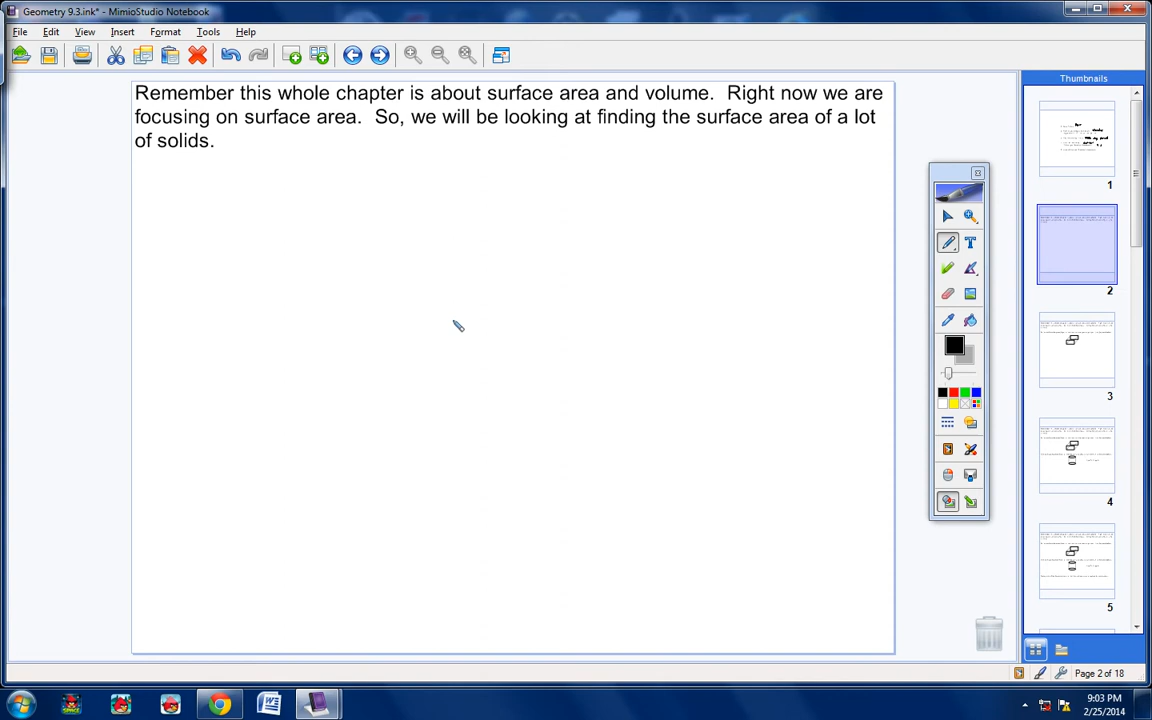 Geometry 9.3.ink* - MimioStudio Notebook
File Edit View Insert Format Tools Help
Remember this whole chapter is about surface area and volume. Right now we are
focusing on surface area. So, we will be looking at finding the surface area of a lot
of solids.
Thumbnails
1
2
3
4
5
Page 2 of 18
9:03 PM
2/25/2014